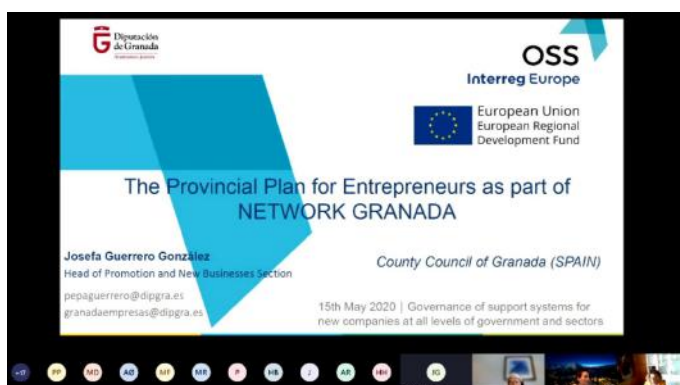 Diputación
de Granada
OSS
Interreg Europe
European Union
European Regional
Development Fund
The Provincial Plan for Entrepreneurs as part of
NETWORK GRANADA
Josefa Guerrero González
Head of Promotion and New Businesses Section
County Council of Granada (SPAIN)
pepaguerrero@dipgra.es
granadaempresas@dipgra.es
15th May 2020 | Governance of support systems for
new companies at all levels of government and sectors
+17 PP MD AØ MF MR P HB J AR HH JG